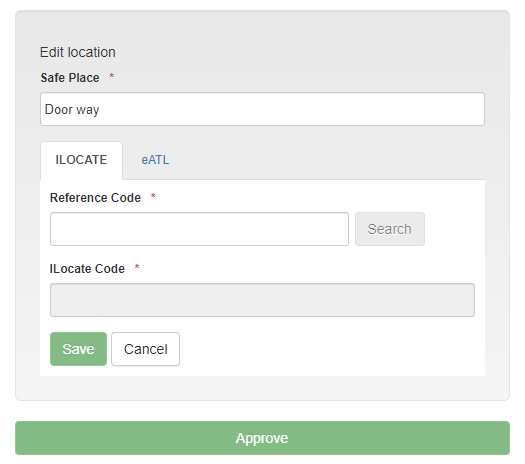 Edit location
Safe Place *
Door way
ILOCATE eATL
Reference Code *
Search
ILocate Code *
Save Cancel
Approve